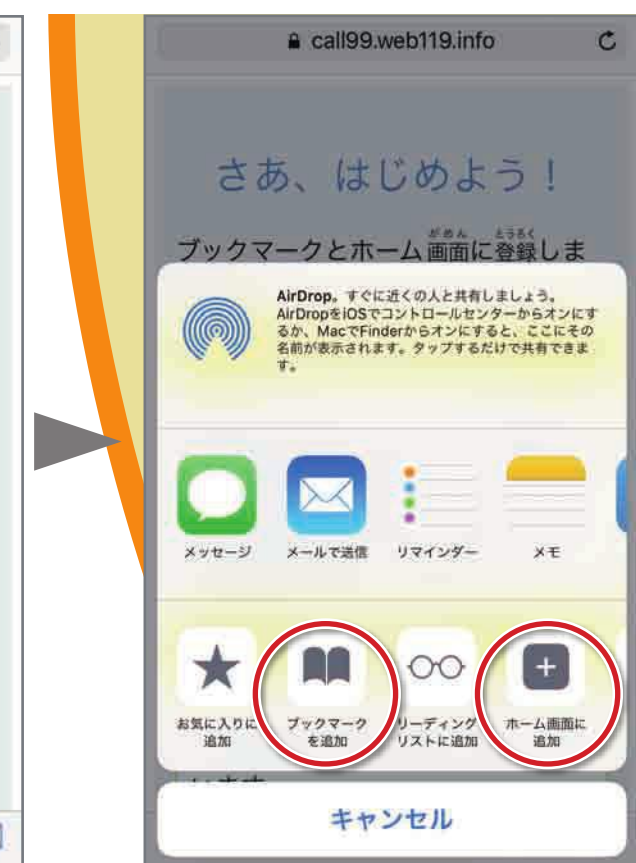 call99.web119.info
さあ、はじめよう！
がめん とうろく
ブックマークとホーム画面に登録しま
AirDrop。すぐに近くの人と共有しましょう。
AirDropをiOSでコントロールセンターからオンにす
るか、MacでFinderからオンにすると、ここにその
名前が表示されます。タップするだけで共有できま
す。
メッセージ
メールで送信
リマインダー
メモ
お気に入りに
追加
ブックマーク
を追加
リーディング
リストに追加
ホーム画面に
追加
キャンセル